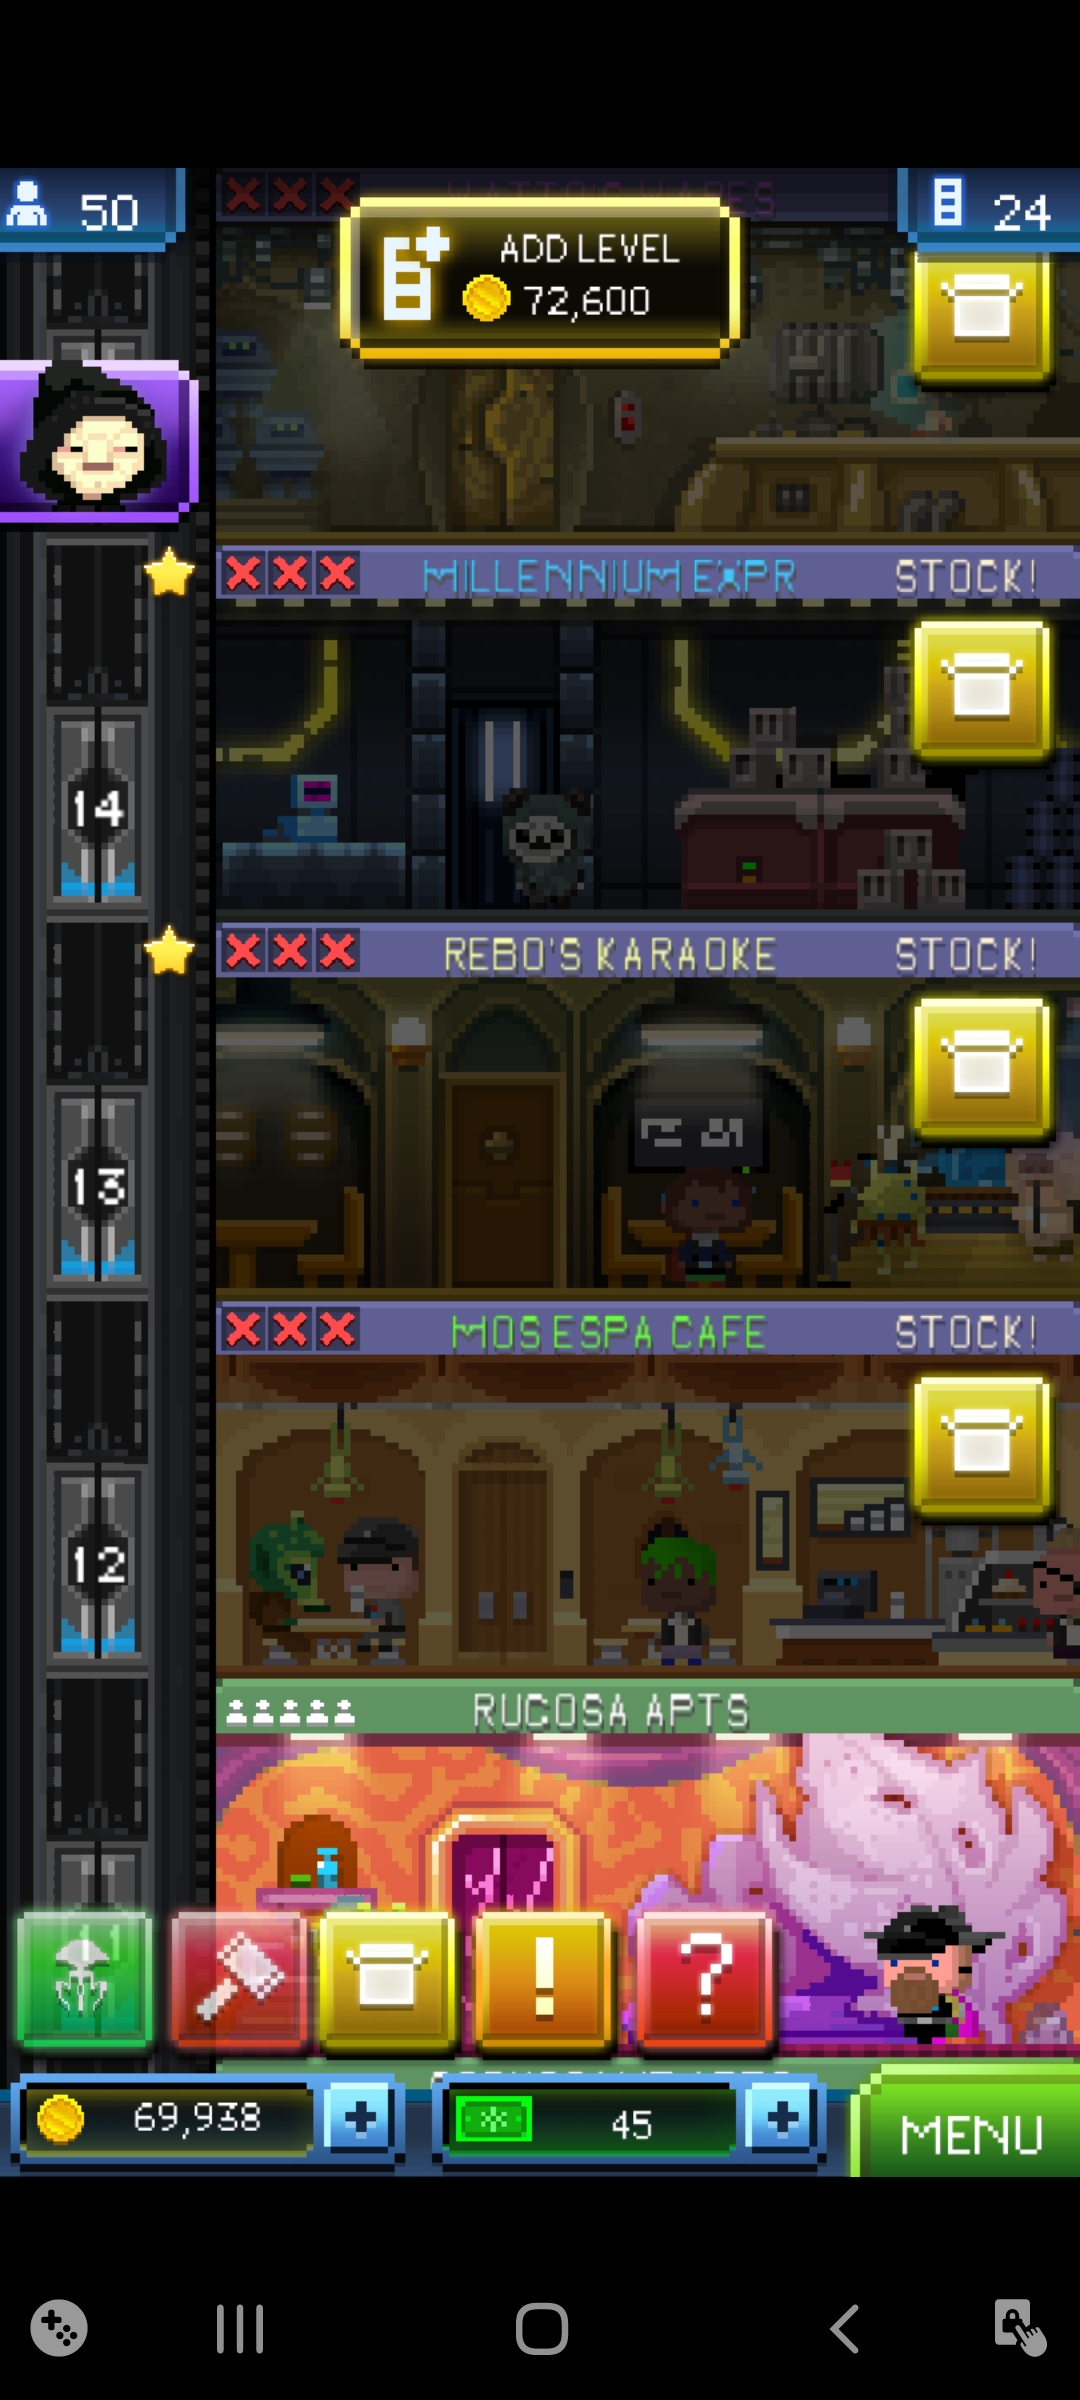 50
24
ADD LEVEL
72,600
MILLENNIUM EXPR
STOCK!
14
REBO'S KARAOKE
STOCK!
13
MOS ESPA CAFE
STOCK!
12
RUCOSA APTS
!
?
69,938
+
45
+
MENU